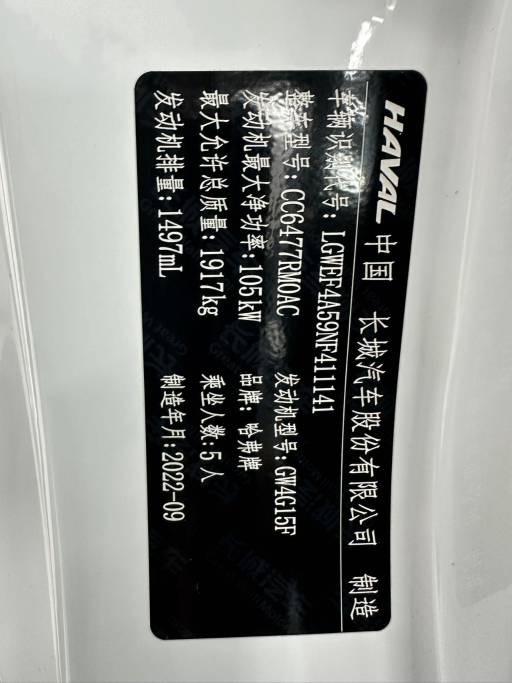 HAVAL 中国 长城汽车股份有限公司 制造
车辆识别代号: LGWEF4A59NF411141
整车型号: CC6477RM0AC 发动机型号: GW4G15F
发动机最大净功率: 105kW 品牌: 哈弗牌
最大允许总质量: 1917kg 乘坐人数: 5人
发动机排量: 1497mL 制造年月: 2022-09